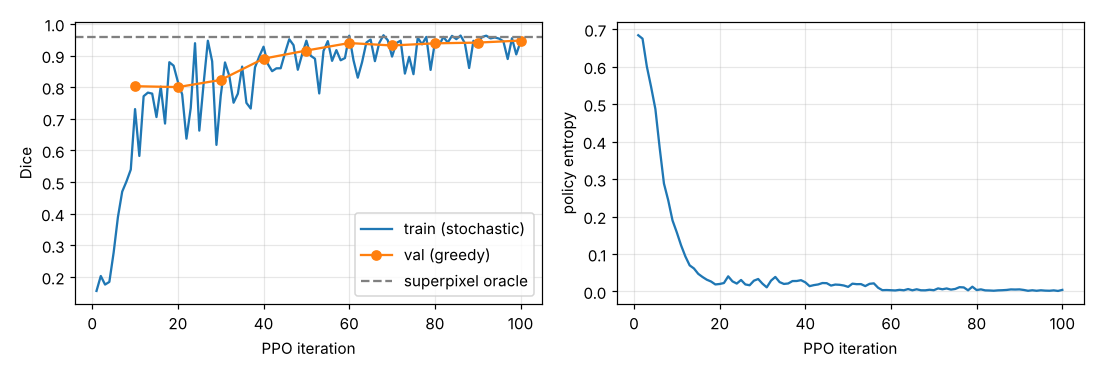 1.0
0.9
0.8
0.7
0.6
0.5
0.4
0.3
0.2
Dice
0 20 40 60 80 100
PPO iteration
train (stochastic)
val (greedy)
superpixel oracle
0.7
0.6
0.5
0.4
0.3
0.2
0.1
0.0
policy entropy
0 20 40 60 80 100
PPO iteration